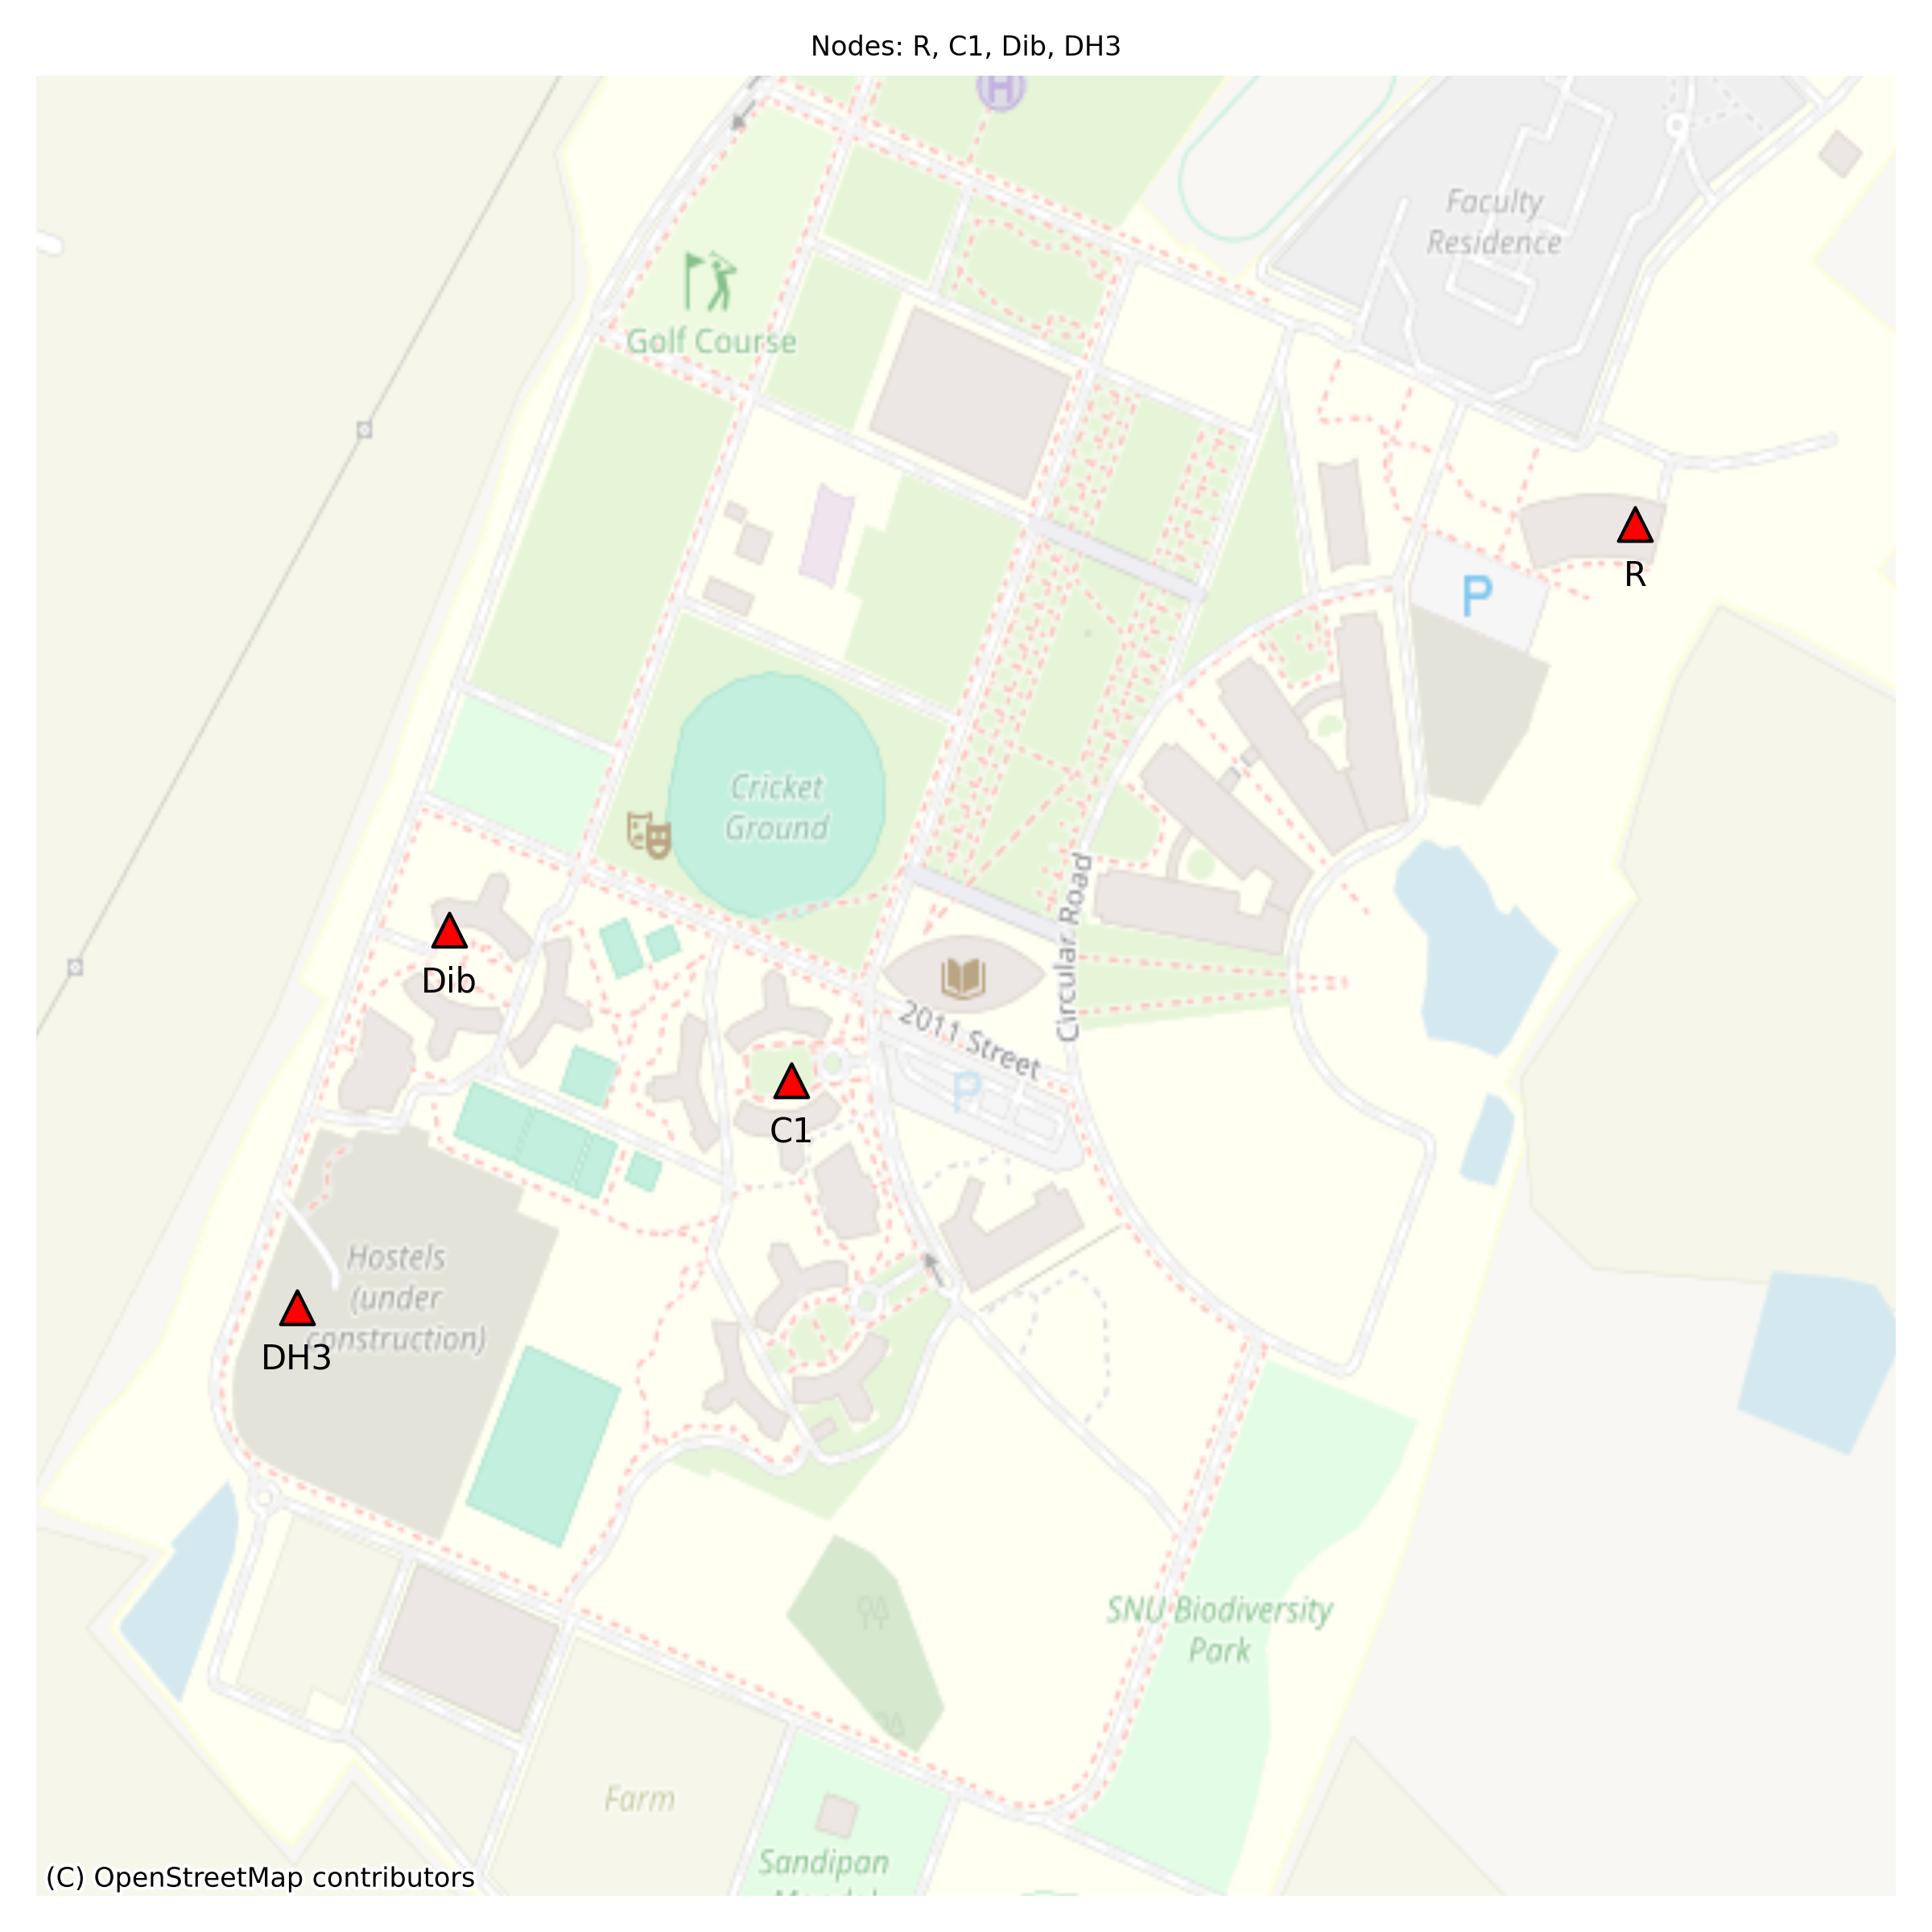 Nodes: R, C1, Dib, DH3
H
Faculty
Residence
Golf Course
R
P
Cricket
Ground
Dib
Circular Road
2011 Street
P
C1
Hostels
(under
construction)
DH3
SNU Biodiversity
Park
Farm
Sandipan
(C) OpenStreetMap contributors